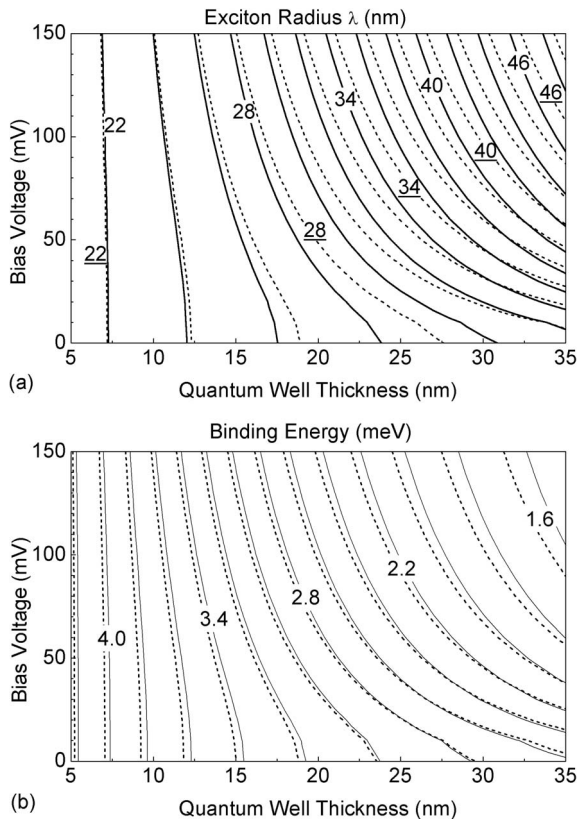 Exciton Radius λ (nm)
150
100
50
0
Bias Voltage (mV)
22
28
34
40
46
46
40
34
28
22
5 10 15 20 25 30 35
(a)
Quantum Well Thickness (nm)
Binding Energy (meV)
150
100
50
0
Bias Voltage (mV)
1.6
2.2
2.8
3.4
4.0
5 10 15 20 25 30 35
(b)
Quantum Well Thickness (nm)